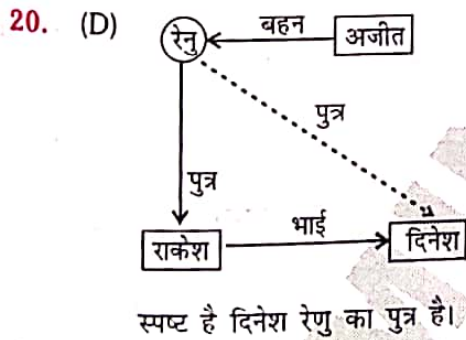 20. (D)
रेनु
बहन
अजीत
पुत्र
पुत्र
राकेश
भाई
दिनेश
स्पष्ट है दिनेश रेणु का पुत्र है।